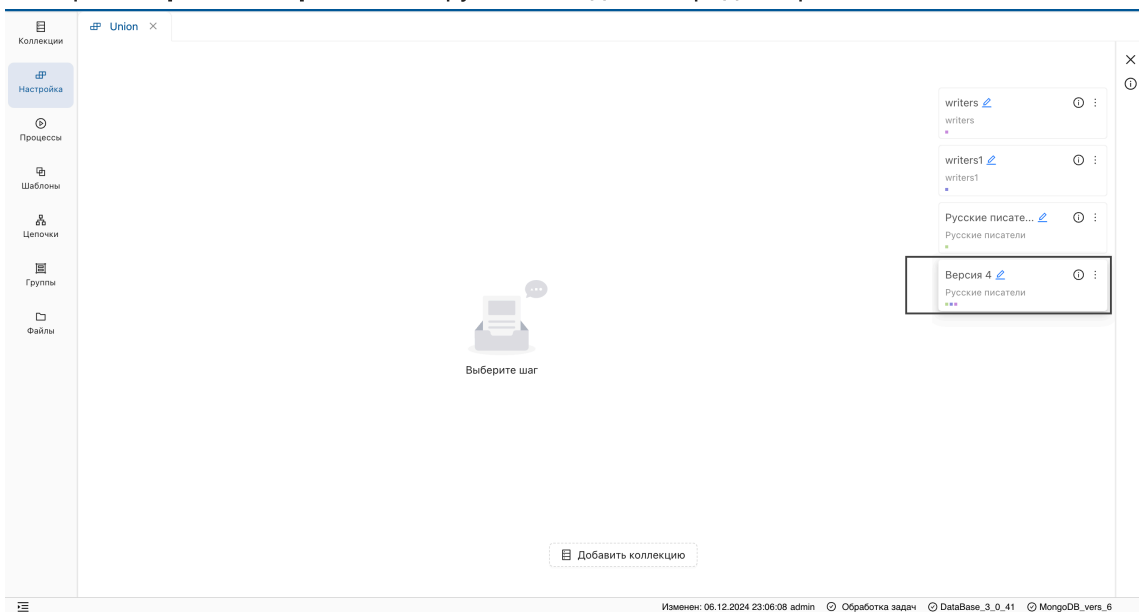 Коллекции
Union
Настройка
Процессы
Шаблоны
Цепочки
Группы
Файлы
writers
writers
writers1
writers1
Русские писате...
Русские писатели
Версия 4
Русские писатели
Выберите шаг
Добавить коллекцию
Изменен: 06.12.2024 23:06:08 admin Обработка задач DataBase_3_0_41 MongoDB_vers_6